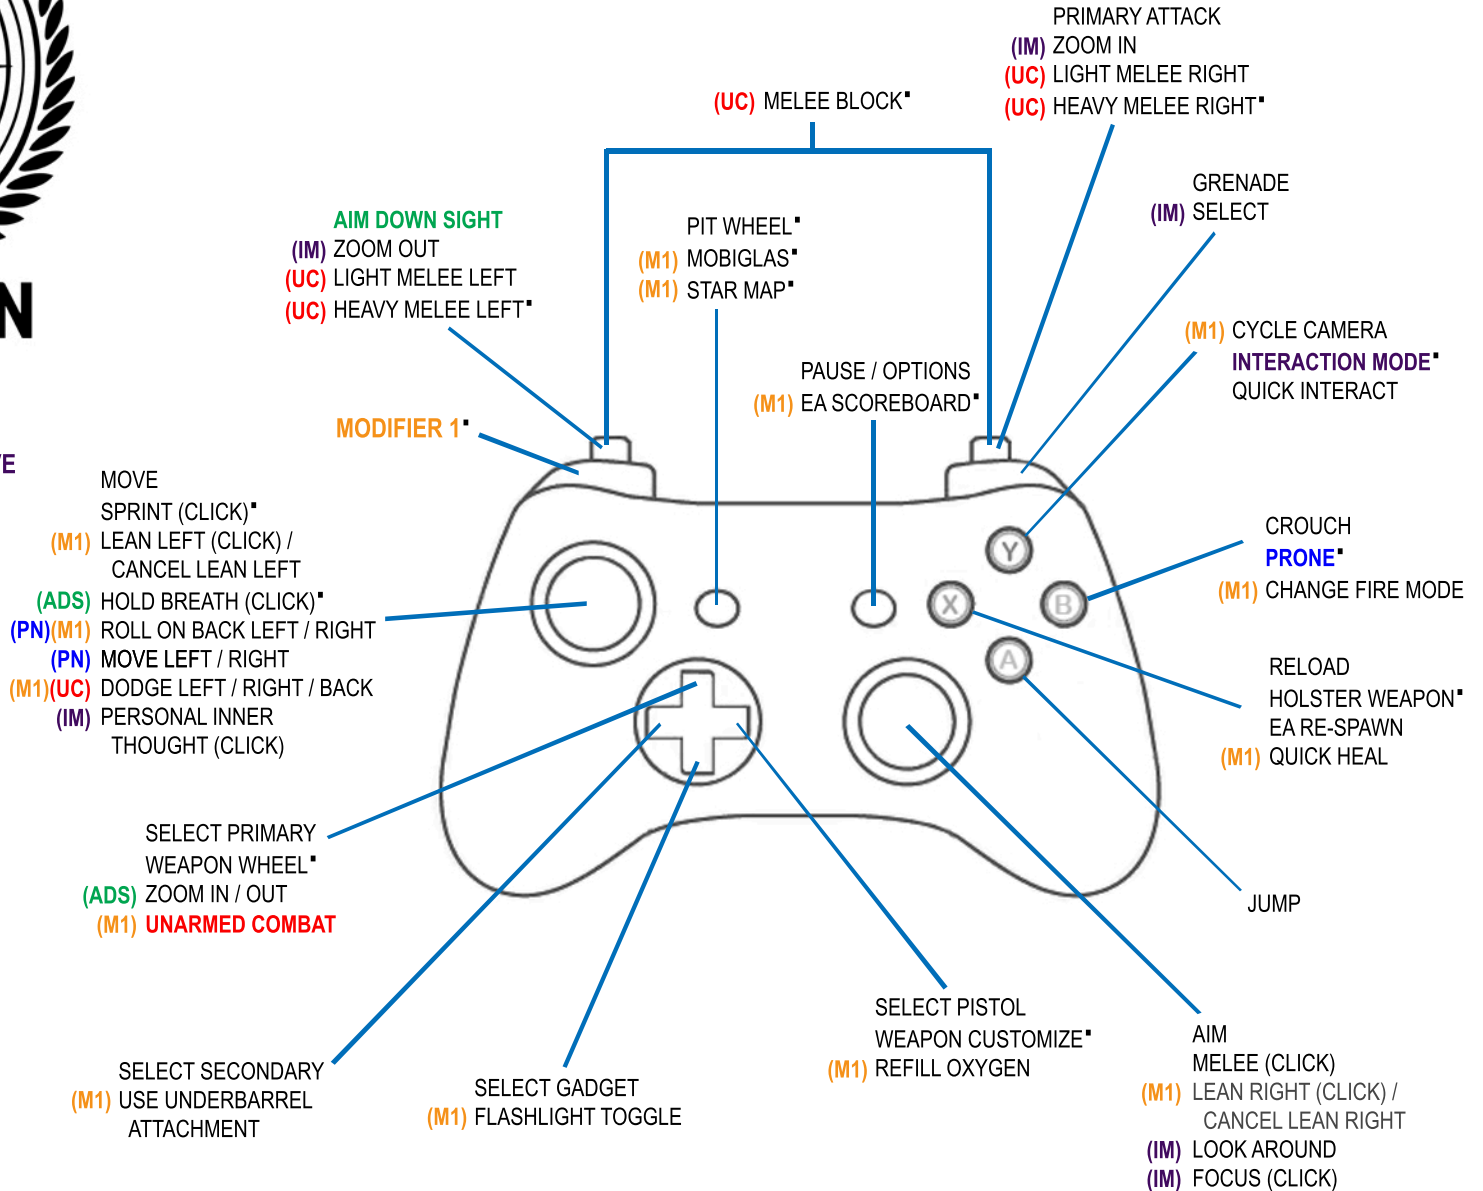 PRIMARY ATTACK
(IM) ZOOM IN
(UC) LIGHT MELEE RIGHT
(UC) HEAVY MELEE RIGHT▪
(UC) MELEE BLOCK▪
GRENADE
(IM) SELECT
AIM DOWN SIGHT
(IM) ZOOM OUT
(UC) LIGHT MELEE LEFT
(UC) HEAVY MELEE LEFT▪
PIT WHEEL▪
(M1) MOBIGLAS▪
(M1) STAR MAP▪
N
(M1) CYCLE CAMERA
INTERACTION MODE▪
QUICK INTERACT
PAUSE / OPTIONS
(M1) EA SCOREBOARD▪
MODIFIER 1▪
E
MOVE
SPRINT (CLICK)▪
(M1) LEAN LEFT (CLICK) /
CANCEL LEAN LEFT
(ADS) HOLD BREATH (CLICK)▪
(PN)(M1) ROLL ON BACK LEFT / RIGHT
(PN) MOVE LEFT / RIGHT
(M1)(UC) DODGE LEFT / RIGHT / BACK
(IM) PERSONAL INNER
THOUGHT (CLICK)
Y
X
B
A
CROUCH
PRONE▪
(M1) CHANGE FIRE MODE
RELOAD
HOLSTER WEAPON▪
EA RE-SPAWN
(M1) QUICK HEAL
SELECT PRIMARY
WEAPON WHEEL▪
(ADS) ZOOM IN / OUT
(M1) UNARMED COMBAT
JUMP
SELECT SECONDARY
(M1) USE UNDERBARREL
ATTACHMENT
SELECT GADGET
(M1) FLASHLIGHT TOGGLE
SELECT PISTOL
WEAPON CUSTOMIZE▪
(M1) REFILL OXYGEN
AIM
MELEE (CLICK)
(M1) LEAN RIGHT (CLICK) /
CANCEL LEAN RIGHT
(IM) LOOK AROUND
(IM) FOCUS (CLICK)